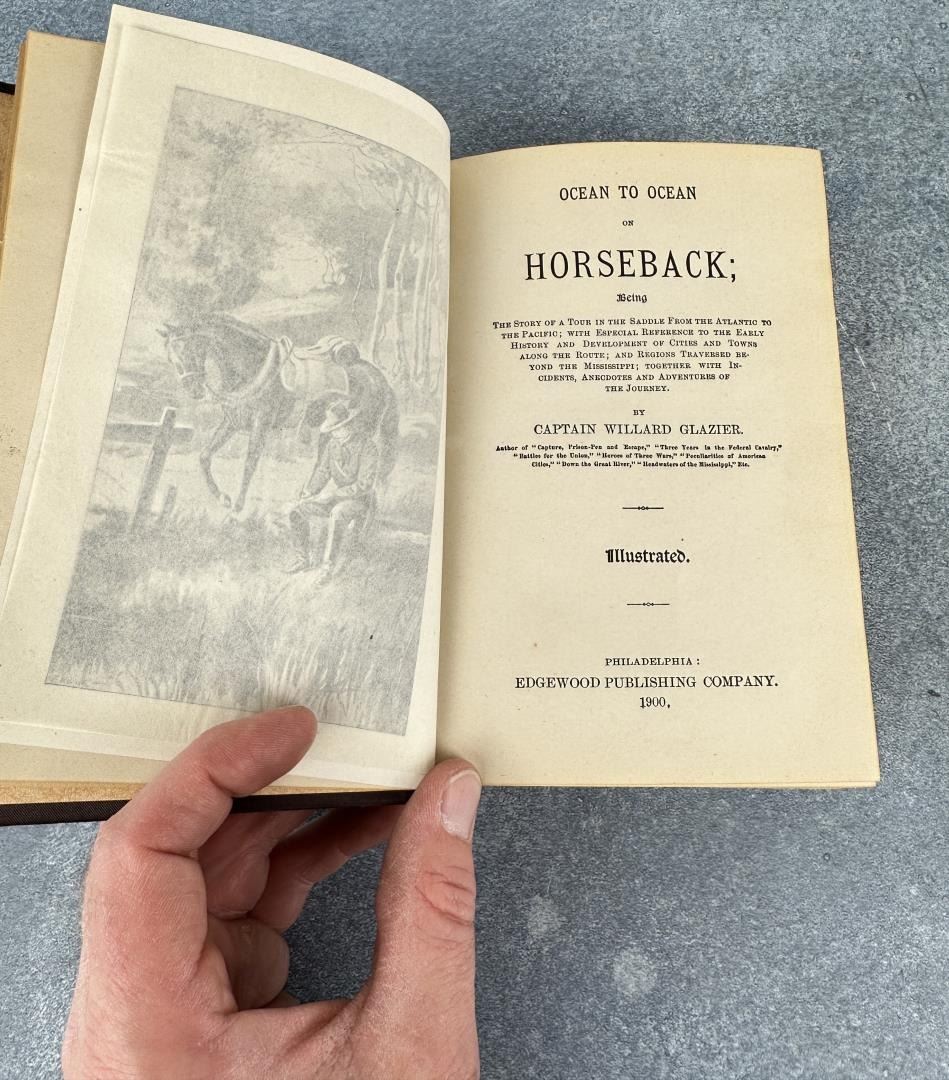 OCEAN TO OCEAN
ON
HORSEBACK;
Being
THE STORY OF A TOUR IN THE SADDLE FROM THE ATLANTIC TO
THE PACIFIC; WITH ESPECIAL REFERENCE TO THE EARLY
HISTORY AND DEVELOPMENT OF CITIES AND TOWNS
ALONG THE ROUTE; AND REGIONS TRAVERSED BE-
YOND THE MISSISSIPPI; TOGETHER WITH IN-
CIDENTS, ANECDOTES AND ADVENTURES OF
THE JOURNEY.
BY
CAPTAIN WILLARD GLAZIER.
Author of "Capture, Prison-Pen and Escape," "Three Years in the Federal Cavalry,"
"Battles for the Union," "Heroes of Three Wars," "Peculiarities of American
Cities," "Down the Great River," "Headwaters of the Mississippi," Etc.
Illustrated.
PHILADELPHIA:
EDGEWOOD PUBLISHING COMPANY.
1900.